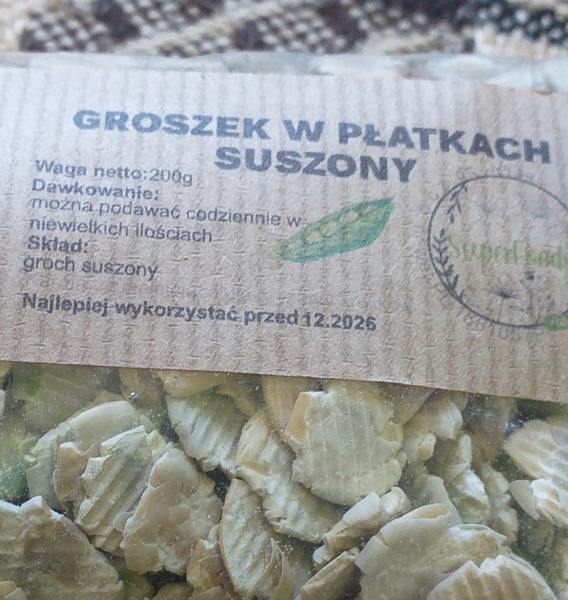 GROSZEK W PŁATKACH
SUSZONY
Waga netto:200g
Dawkowanie:
można podawać codziennie w
niewielkich ilościach
Skład:
groch suszony
Najlepiej wykorzystać przed 12.2026